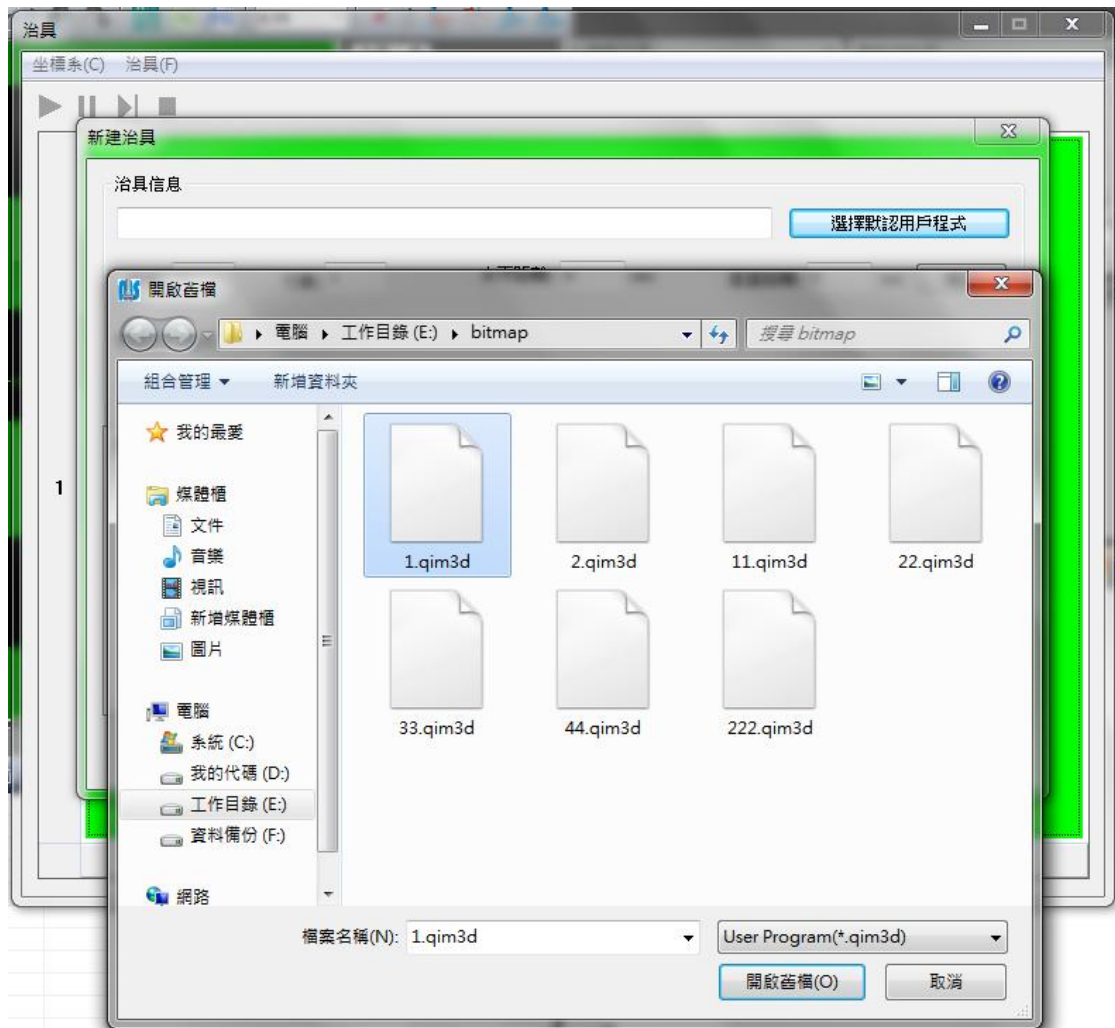 治具
坐標系(C) 治具(F)
新建治具
治具信息
選擇默認用戶程式
開啟舊檔
電腦 工作目錄 (E:) bitmap
搜尋 bitmap
組合管理 新增資料夾
我的最愛
媒體櫃
文件
音樂
視訊
新增媒體櫃
圖片
電腦
系統 (C:)
我的代碼 (D:)
工作目錄 (E:)
資料備份 (F:)
網路
1
1.qim3d 2.qim3d 11.qim3d 22.qim3d
33.qim3d 44.qim3d 222.qim3d
檔案名稱(N): 1.qim3d User Program(*.qim3d)
開啟舊檔(O) 取消